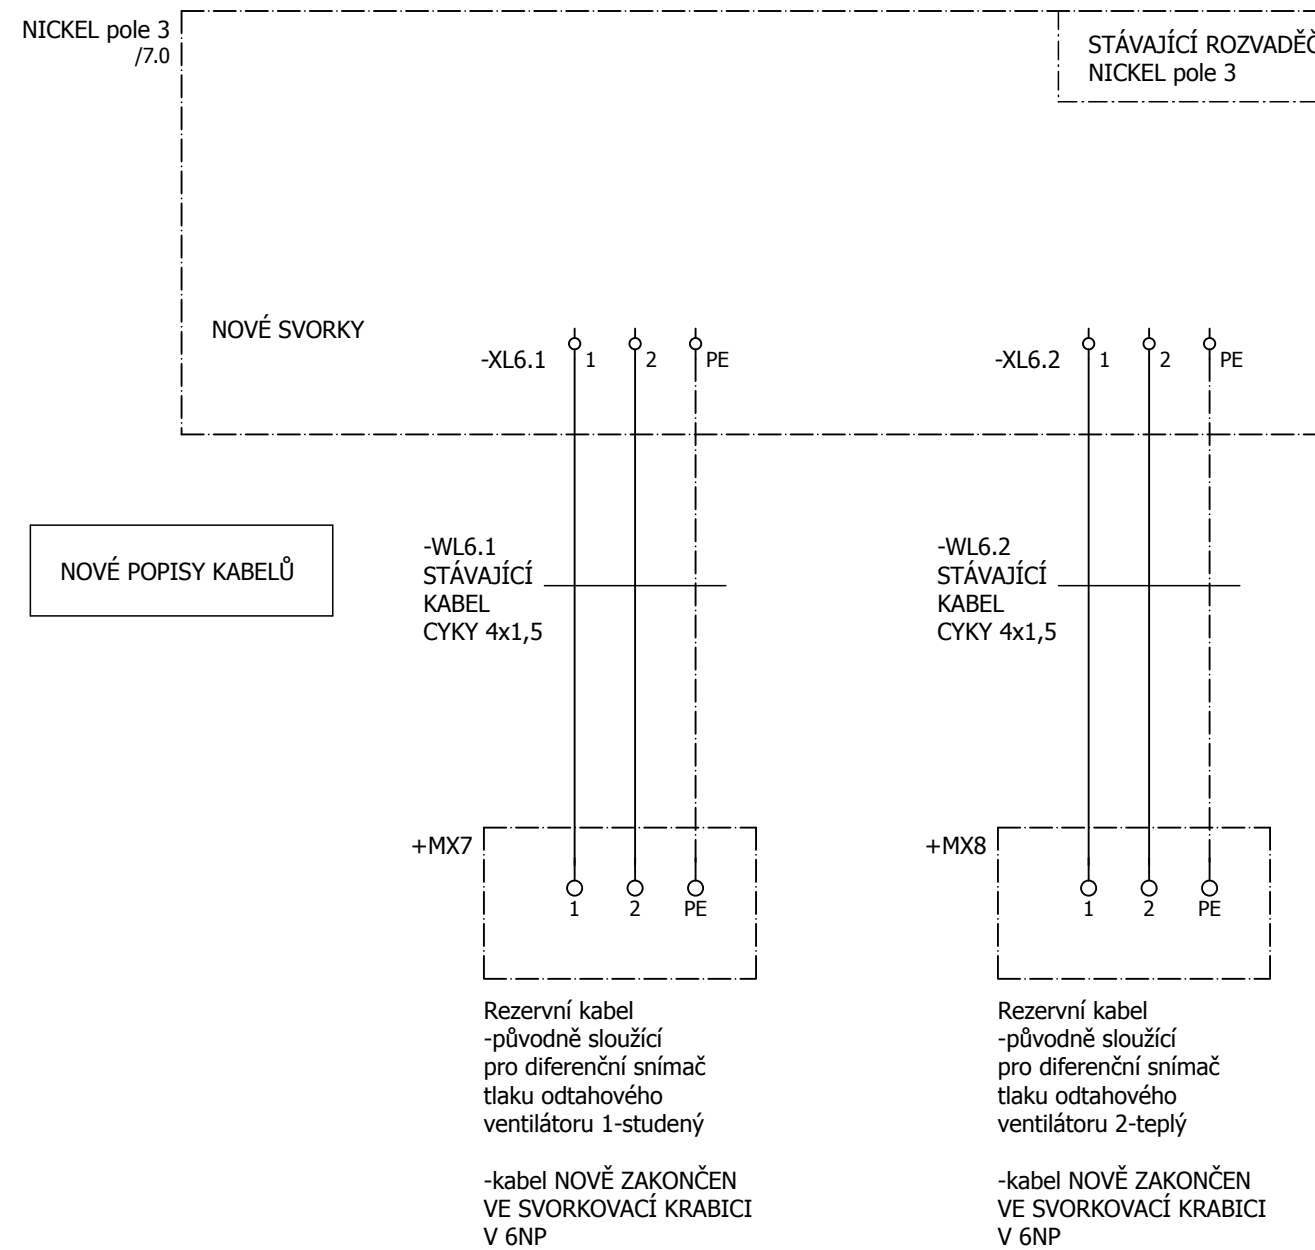 NICKEL pole 3
/7.0
STÁVAJÍCÍ ROZVADĚČ
NICKEL pole 3
NOVÉ SVORKY
-XL6.1 1 2 PE
-XL6.2 1 2 PE
NOVÉ POPISY KABELŮ
-WL6.1
STÁVAJÍCÍ
KABEL
CYKY 4x1,5
-WL6.2
STÁVAJÍCÍ
KABEL
CYKY 4x1,5
+MX7
1 2 PE
+MX8
1 2 PE
Rezervní kabel
-původně sloužící
pro diferenční snímač
tlaku odtahového
ventilátoru 1-studený
-kabel NOVĚ ZAKONČEN
VE SVORKOVACÍ KRABICI
V 6NP
Rezervní kabel
-původně sloužící
pro diferenční snímač
tlaku odtahového
ventilátoru 2-teplý
-kabel NOVĚ ZAKONČEN
VE SVORKOVACÍ KRABICI
V 6NP